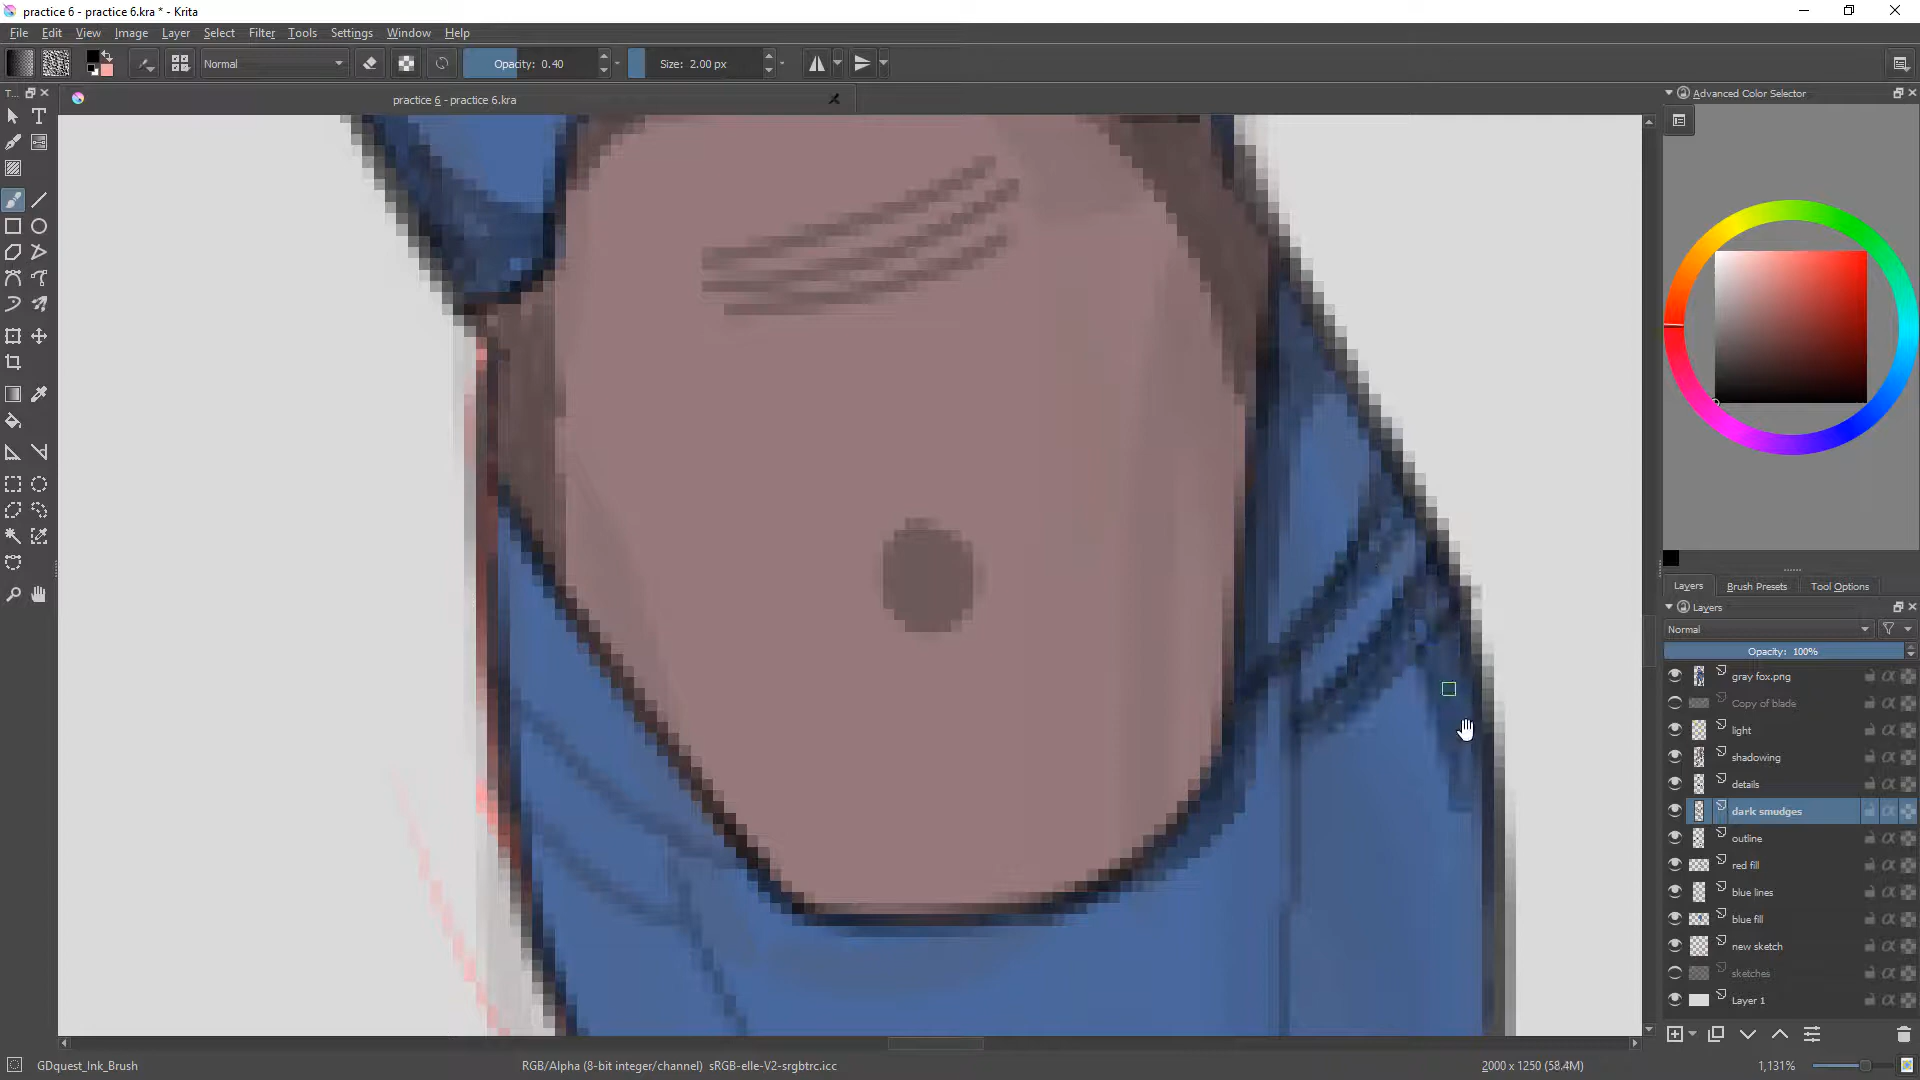 practice 6 - practice 6.kra * - Krita
File Edit View Image Layer Select Filter Tools Settings Window Help
Normal
Opacity: 0.40
Size: 2.00 px
T...
practice 6 - practice 6.kra
Advanced Color Selector
Layers Brush Presets Tool Options
Layers
Normal
Opacity: 100%
gray fox.png
Copy of blade
light
shadowing
details
dark smudges
outline
red fill
blue lines
blue fill
new sketch
sketches
Layer 1
GDquest_Ink_Brush
RGB/Alpha (8-bit integer/channel) sRGB-elle-V2-srgbtrc.icc
2000 x 1250 (58.4M)
1,131%